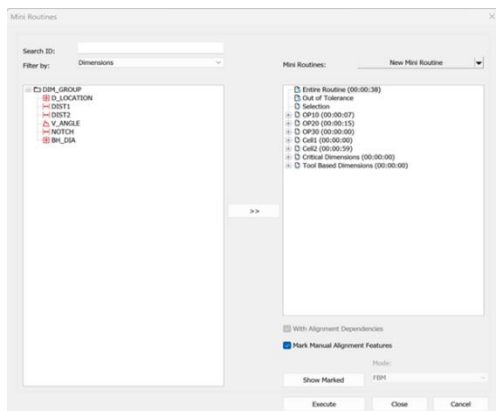 Mini Routines
Search ID:
Filter by: Dimensions
DIM_GROUP
D_LOCATION
DIST1
DIST2
V_ANGLE
NOTCH
BH_DIA
>>
Mini Routines: New Mini Routine
Entire Routine (00:00:38)
Out of Tolerance
Selection
OP10 (00:00:07)
OP20 (00:00:15)
OP30 (00:00:00)
Cell1 (00:00:00)
Cell2 (00:00:59)
Critical Dimensions (00:00:00)
Tool Based Dimensions (00:00:00)
With Alignment Dependencies
Mark Manual Alignment Features
Mode:
Show Marked FBM
Execute Close Cancel